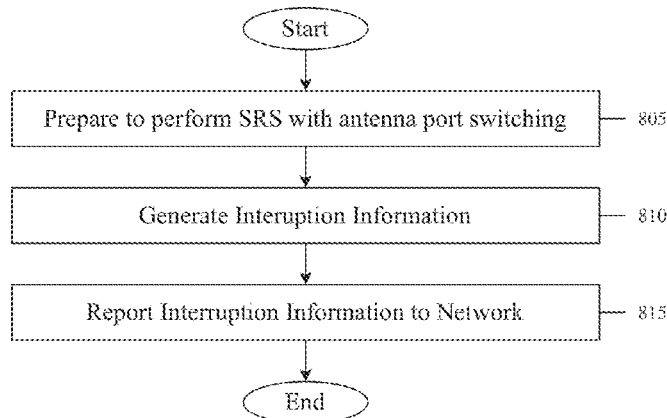 Start
Prepare to perform SRS with antenna port switching
805
Generate Interuption Information
810
Report Interruption Information to Network
815
End